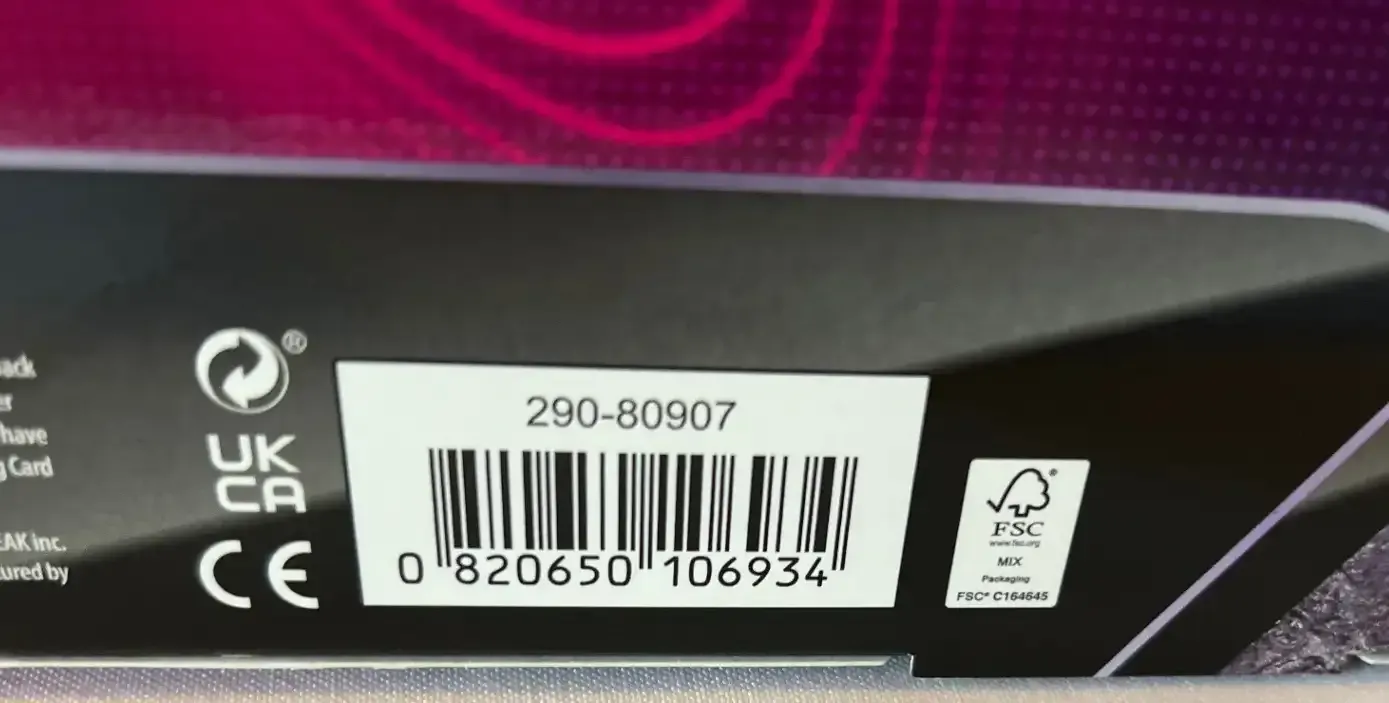 ack
er
have
g Card
EAK inc.
ured by
®
UK
CA
CE
290-80907
0 820650 106934
®
FSC
www.fsc.org
MIX
Packaging
FSC® C164645